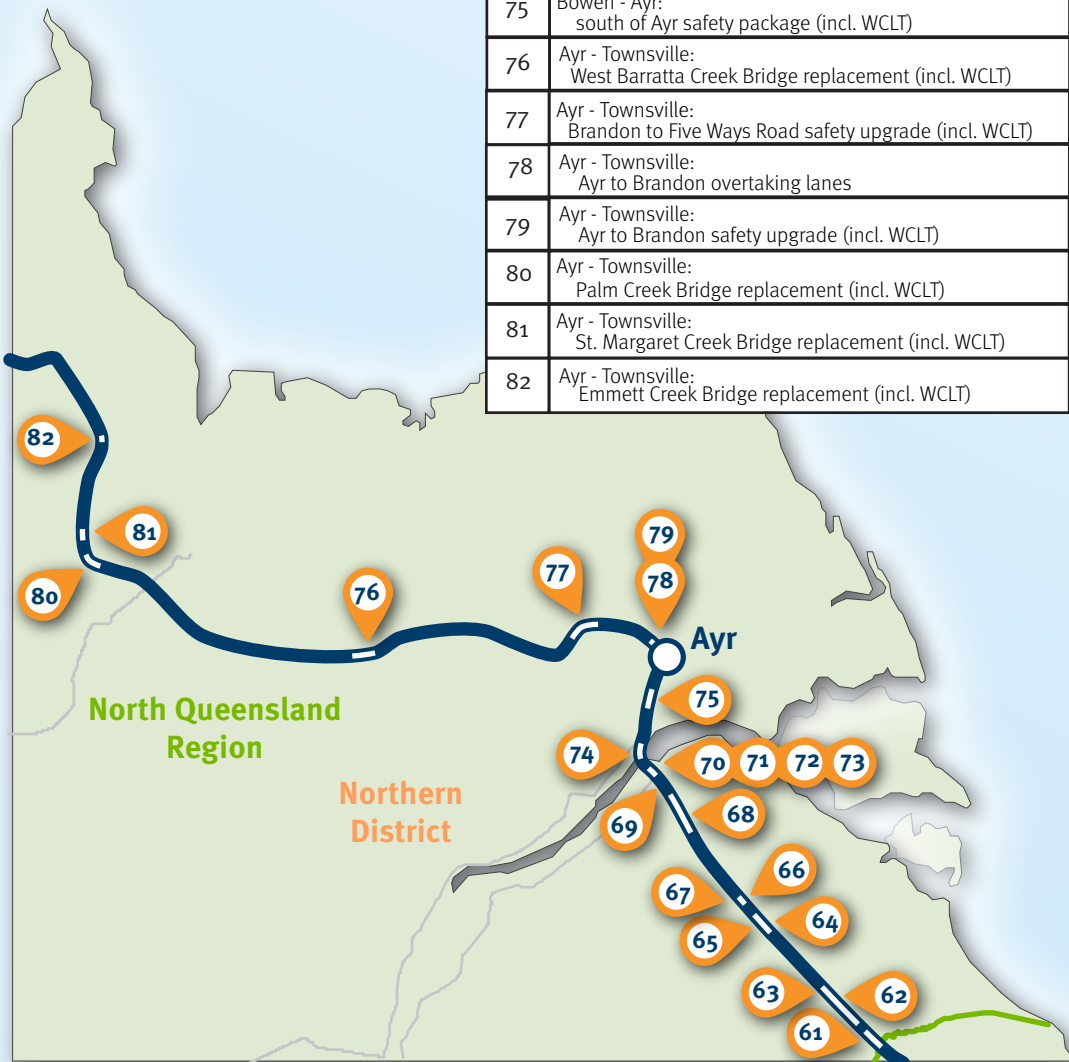 75
Bowen - Ayr:
south of Ayr safety package (incl. WCLT)
76
Ayr - Townsville:
West Barratta Creek Bridge replacement (incl. WCLT)
77
Ayr - Townsville:
Brandon to Five Ways Road safety upgrade (incl. WCLT)
78
Ayr - Townsville:
Ayr to Brandon overtaking lanes
79
Ayr - Townsville:
Ayr to Brandon safety upgrade (incl. WCLT)
80
Ayr - Townsville:
Palm Creek Bridge replacement (incl. WCLT)
81
Ayr - Townsville:
St. Margaret Creek Bridge replacement (incl. WCLT)
82
Ayr - Townsville:
Emmett Creek Bridge replacement (incl. WCLT)
82
81
80
76
77
79
78
Ayr
75
North Queensland
Region
74
70 71 72 73
Northern
District
69
68
66
67
64
65
63
62
61